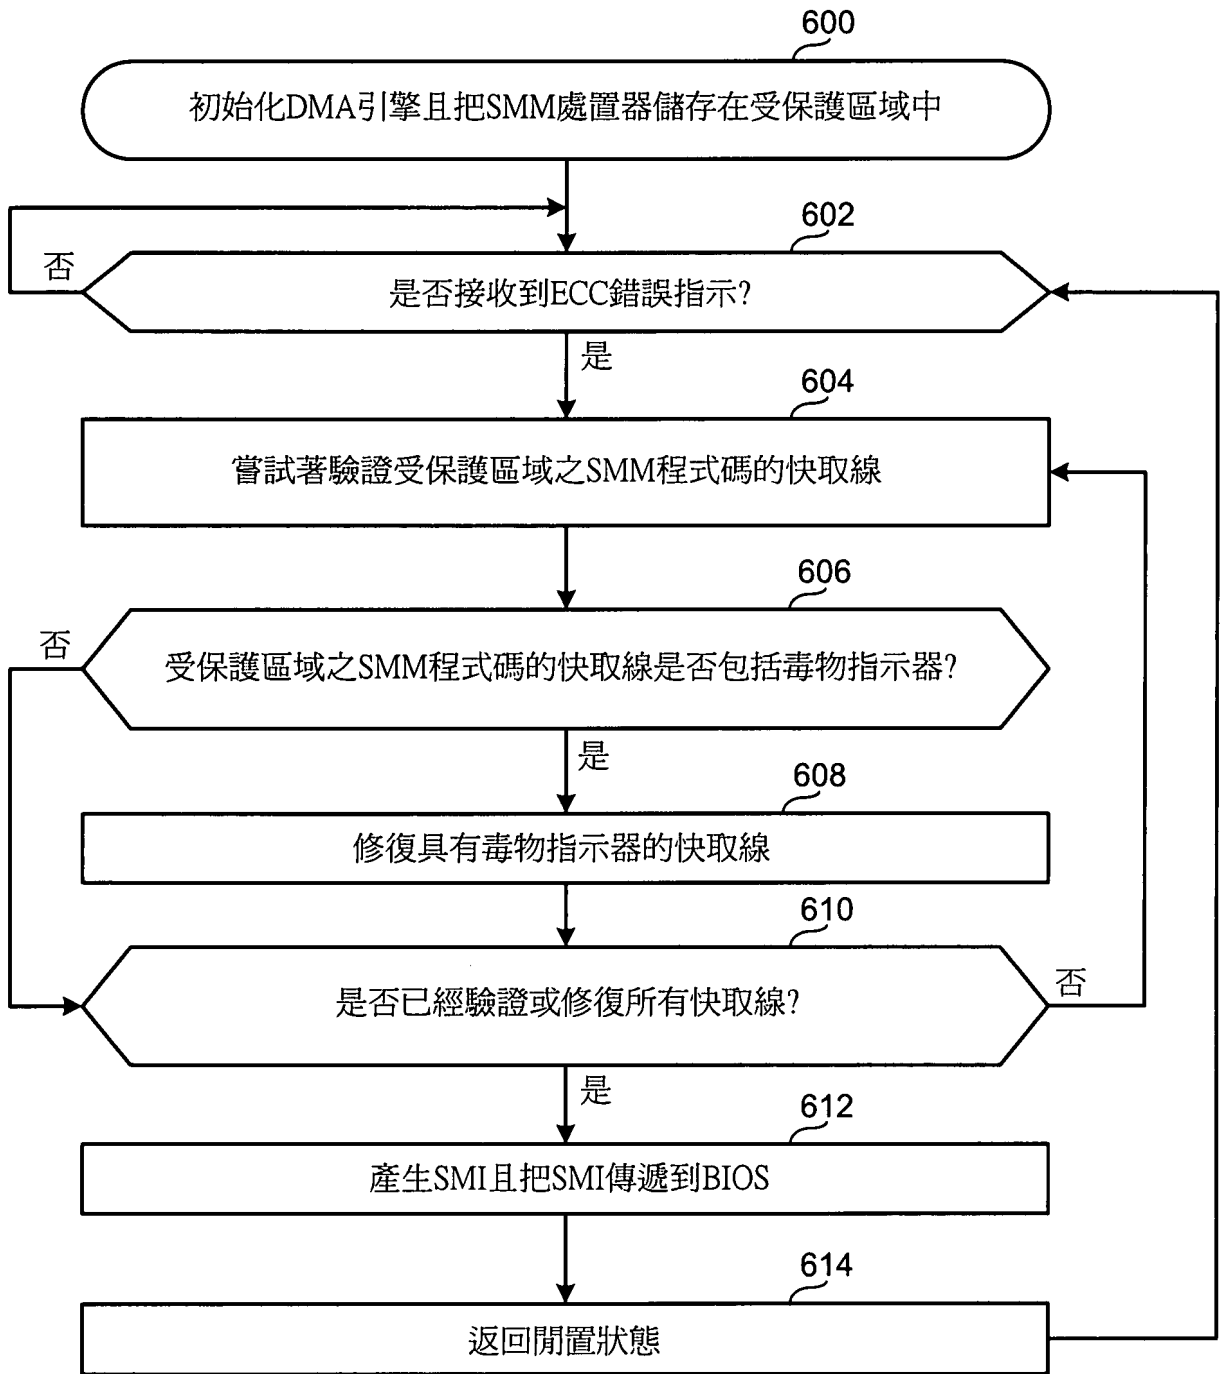 600
初始化DMA引擎且把SMM處置器儲存在受保護區域中
602
否
是否接收到ECC錯誤指示?
是
604
嘗試著驗證受保護區域之SMM程式碼的快取線
606
否
受保護區域之SMM程式碼的快取線是否包括毒物指示器?
是
608
修復具有毒物指示器的快取線
610
是否已經驗證或修復所有快取線?
否
是
612
產生SMI且把SMI傳遞到BIOS
614
返回閒置狀態